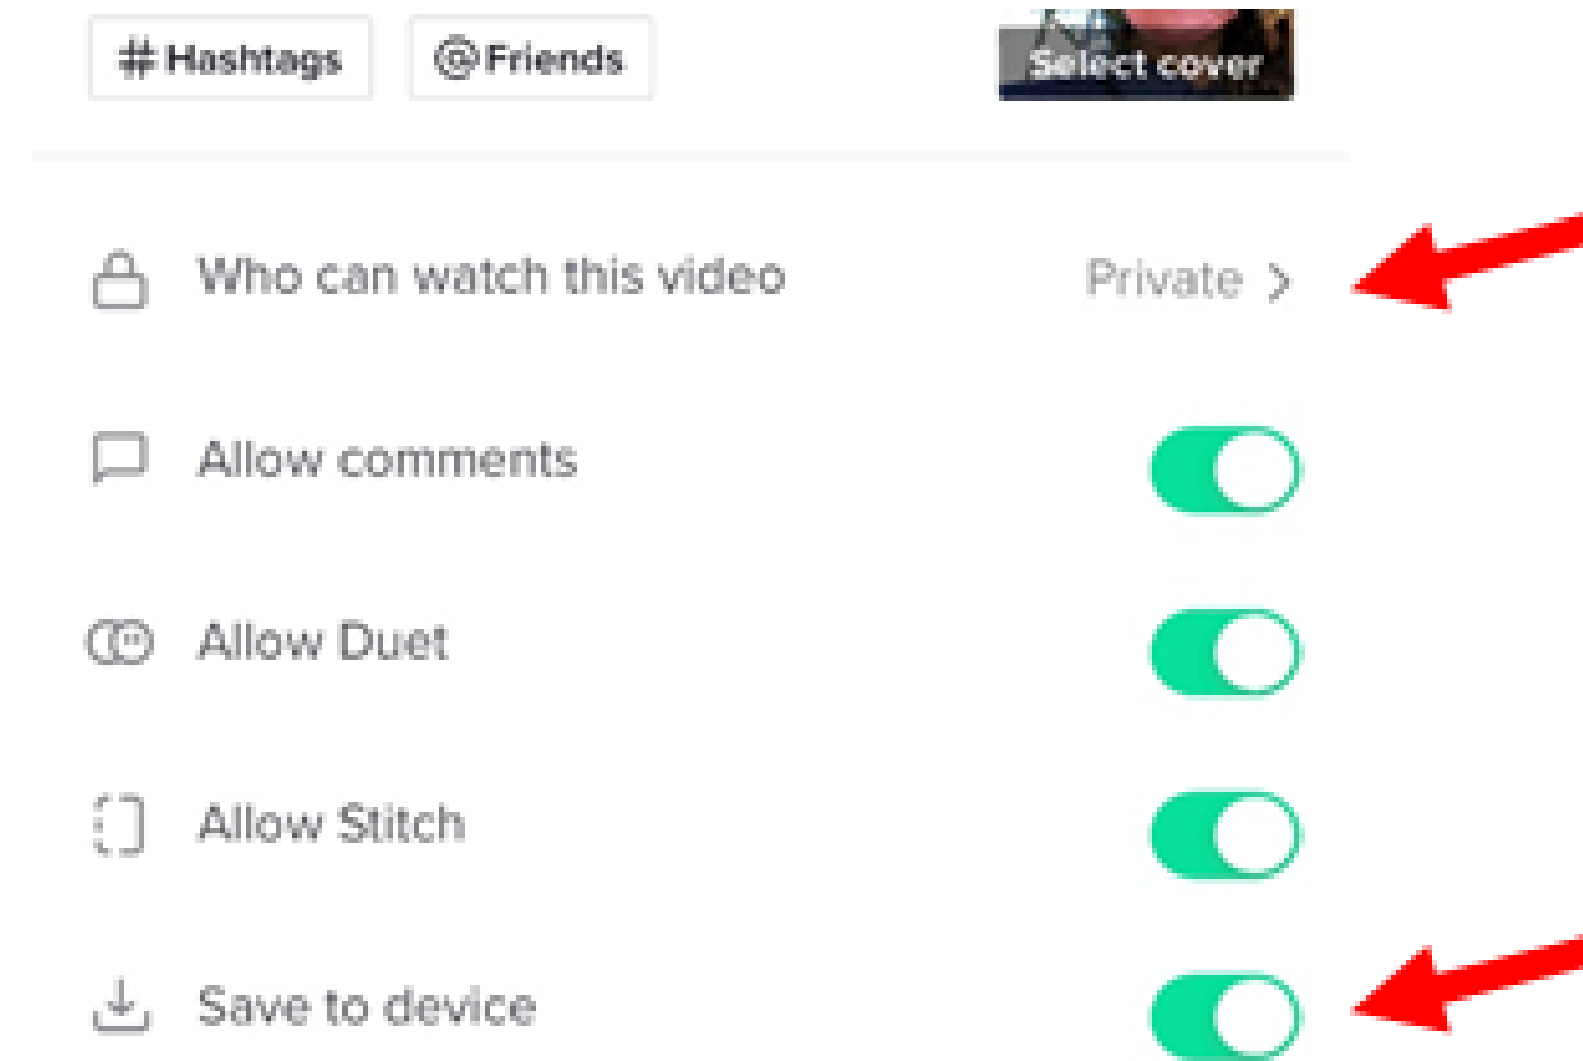 # Hashtags @ Friends Select cover
Who can watch this video Private >
Allow comments
Allow Duet
Allow Stitch
Save to device